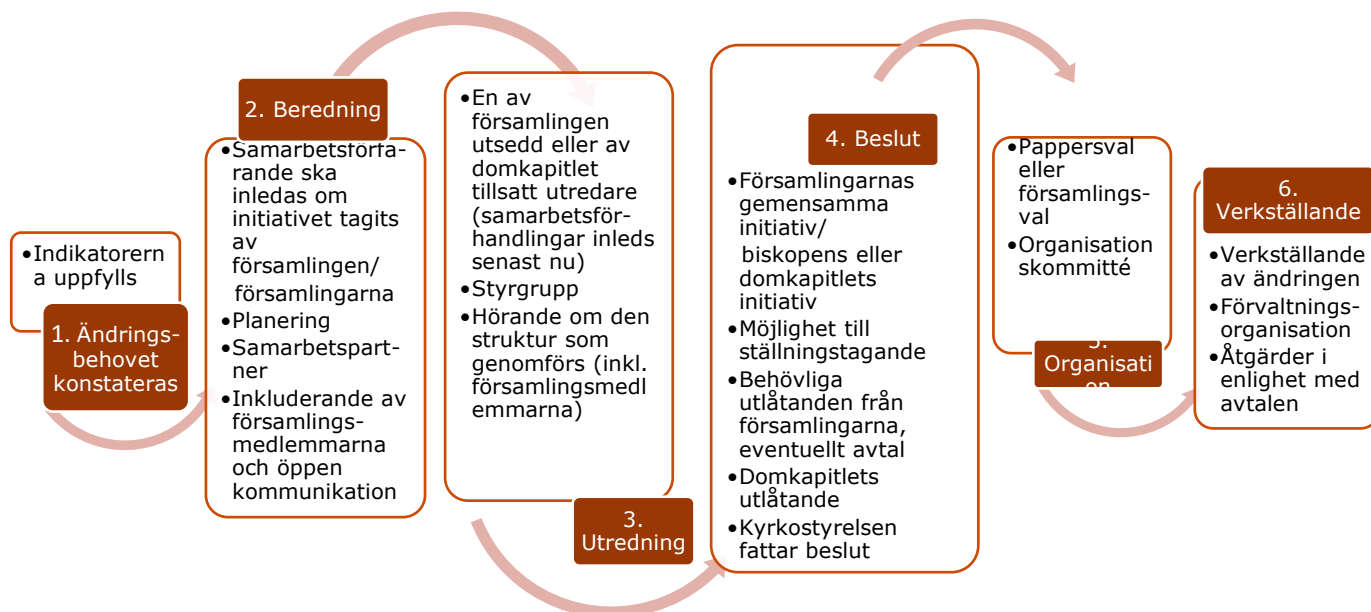 •Indikatorern
a uppfylls
1. Ändrings-
behovet
konstateras
2. Beredning
•Samarbetsförfa-
rande ska
inledas om
initiativet tagits
av
församlingen/
församlingarna
•Planering
•Samarbetspart-
ner
•Inkluderande av
församlings-
medlemmarna
och öppen
kommunikation
•En av
församlingen
utsedd eller av
domkapitlet
tillsatt utredare
(samarbetsför-
handlingar inleds
senast nu)
•Styrgrupp
•Hörande om den
struktur som
genomförs (inkl.
församlingsmedl
emmarna)
3.
Utredning
4. Beslut
•Församlingarnas
gemensamma
initiativ/
biskopens eller
domkapitlets
initiativ
•Möjlighet till
ställningstagande
•Behövliga
utlåtanden från
församlingarna,
eventuellt avtal
•Domkapitlets
utlåtande
•Kyrkostyrelsen
fattar beslut
•Pappersval
eller
församlings-
val
•Organisation
skommitté
5.
Organisati
on
6.
Verkställande
•Verkställande
av ändringen
•Förvaltnings-
organisation
•Åtgärder i
enlighet med
avtalen